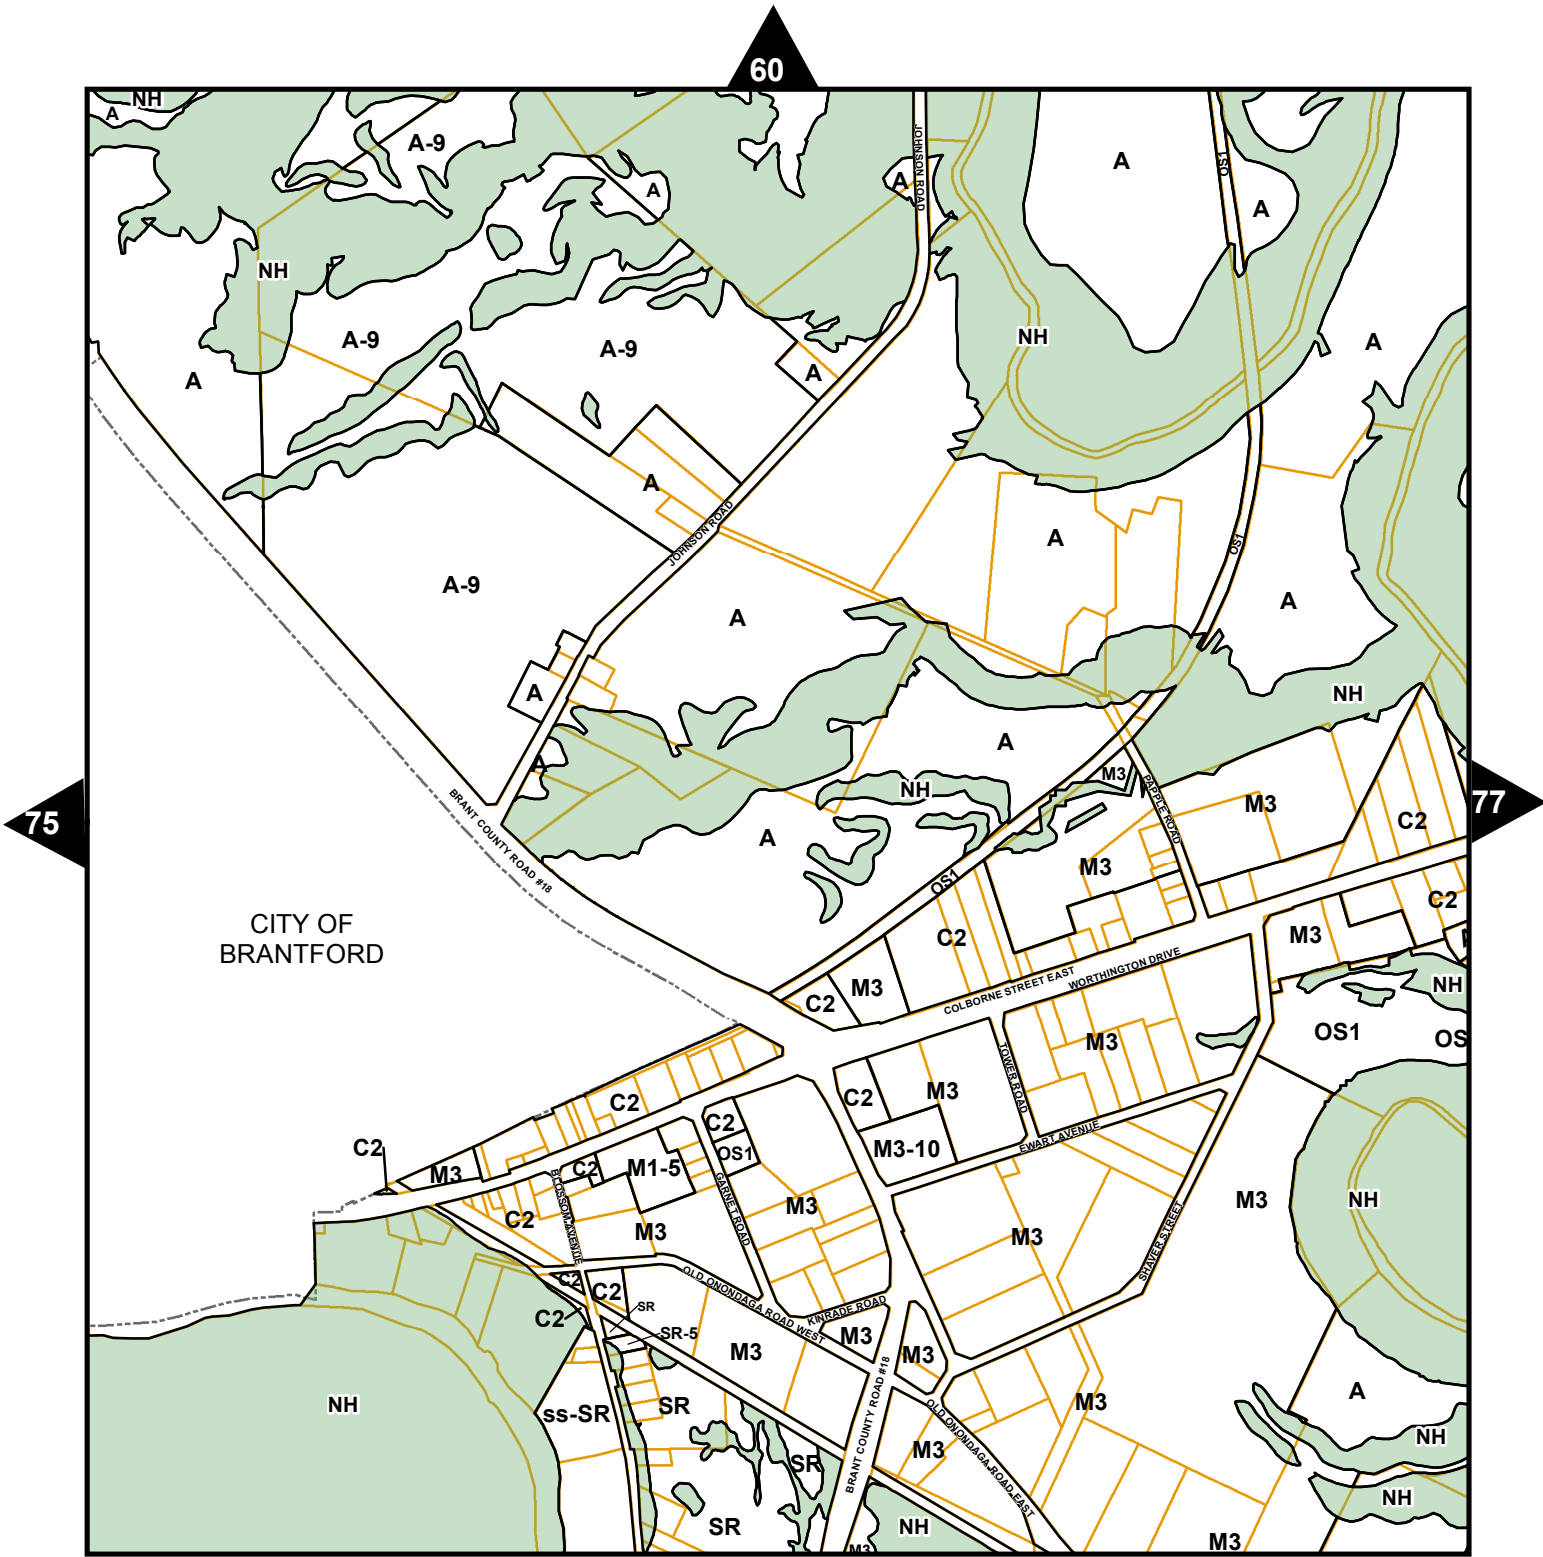 60
NH
A
A-9
A
A
JOHNSON ROAD
A
OS1
A
NH
A-9
A-9
A
A
NH
A
A
JOHNSON ROAD
A
OS1
A-9
A
A
A
NH
A
A
M3
NH
PAPPLE ROAD
M3
C2
75
77
BRANT COUNTY ROAD #18
A
M3
OS1
C2
CITY OF
BRANTFORD
C2
M3
NH
M3
C2
COLBORNE STREET EAST
WORTHINGTON DRIVE
OS1
OS
M3
TOWER ROAD
C2
M3
C2
C2
EWART AVENUE
M3-10
C2
M3
C2
M1-5
OS1
BLOSSOM AVENUE
GARNET ROAD
C2
M3
M3
M3
M3
NH
SHAVER STREET
OLD ONONDAGA ROAD WEST
C2
C2
C2
SR
SR-5
KINRADE ROAD
M3
M3
M3
BRANT COUNTY ROAD #18
NH
ss-SR
SR
M3
A
OLD ONONDAGA ROAD EAST
M3
NH
SR
NH
SR
NH
M3
M3